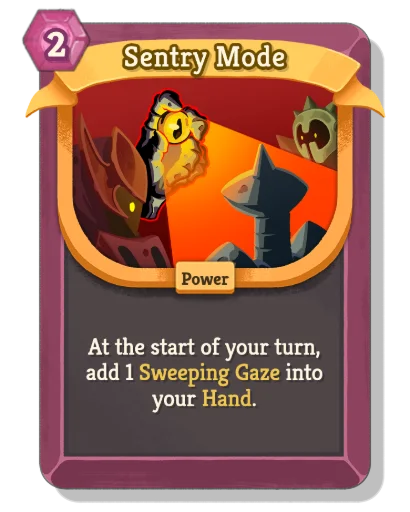 2
Sentry Mode
Power
At the start of your turn,
add 1 Sweeping Gaze into
your Hand.